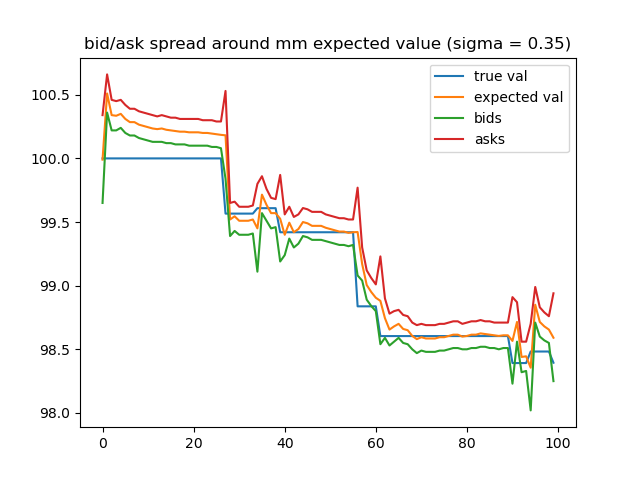 bid/ask spread around mm expected value (sigma = 0.35)
true val
expected val
bids
asks
100.5
100.0
99.5
99.0
98.5
98.0
0 20 40 60 80 100